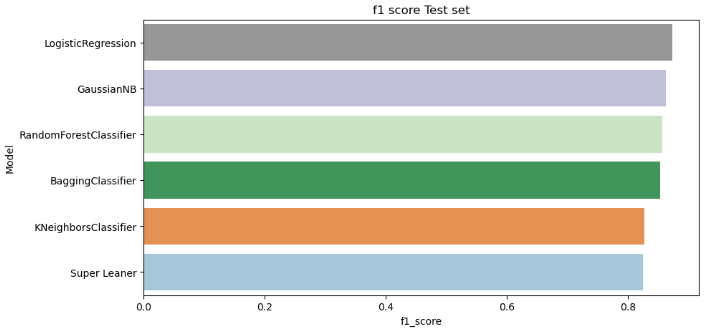 f1 score Test set
LogisticRegression
GaussianNB
RandomForestClassifier
BaggingClassifier
KNeighborsClassifier
Super Leaner
Model
0.0 0.2 0.4 0.6 0.8
f1_score